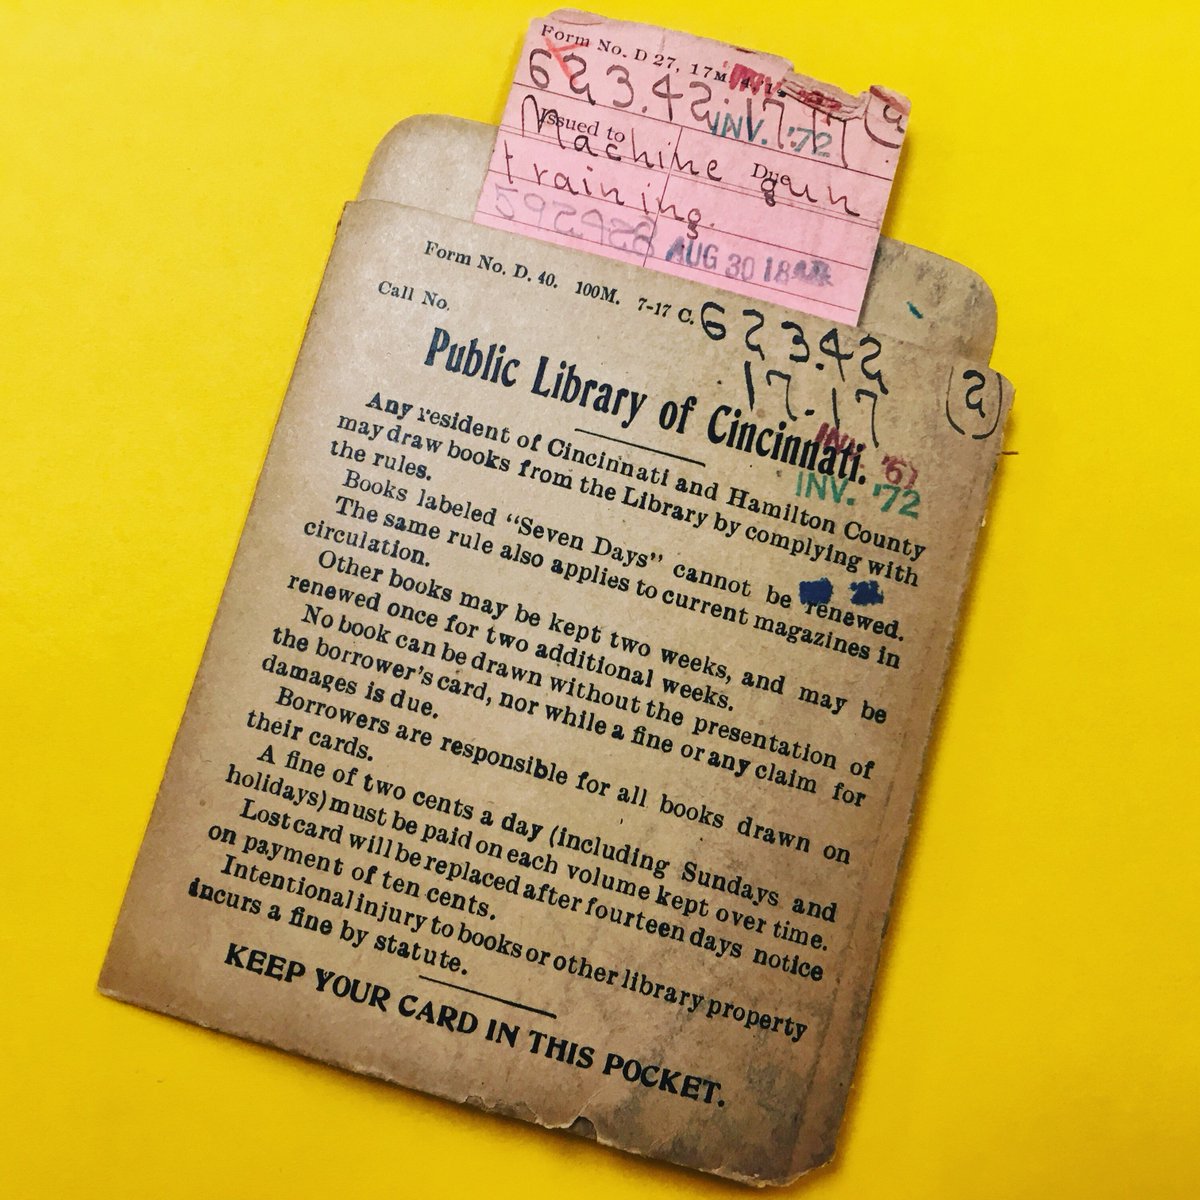 Form No. D 27, 17M.
623.42.17.17 (2
INV. '72
Issued to Due
Machine gun
training.
592428 AUG 30 18
Form No. D. 40. 100M. 7-17 C.
Call No.
623.42
17.17 (2)
Public Library of Cincinnati.
INV. '67
INV. '72
Any resident of Cincinnati and Hamilton County
may draw books from the Library by complying with
the rules.
Books labeled “Seven Days” cannot be renewed.
The same rule also applies to current magazines in
circulation.
Other books may be kept two weeks, and may be
renewed once for two additional weeks.
No book can be drawn without the presentation of
the borrower's card, nor while a fine or any claim for
damages is due.
Borrowers are responsible for all books drawn on
their cards.
A fine of two cents a day (including Sundays and
holidays) must be paid on each volume kept over time.
Lost card will be replaced after fourteen days notice
on payment of ten cents.
Intentional injury to books or other library property
incurs a fine by statute.
KEEP YOUR CARD IN THIS POCKET.